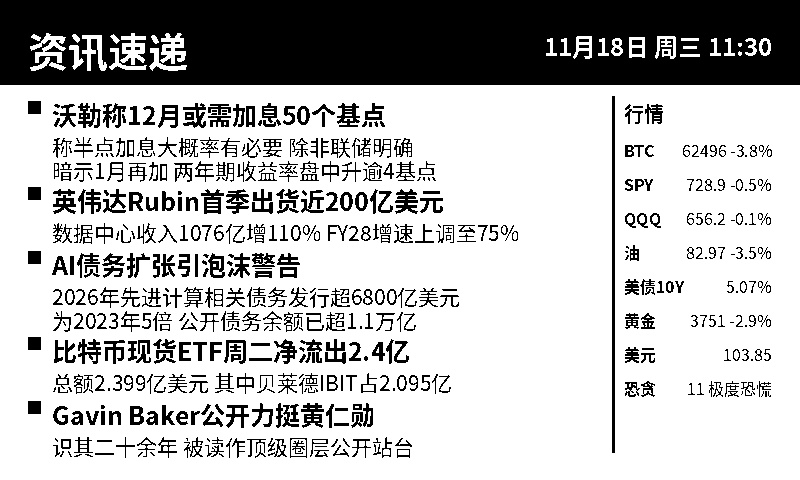 资讯速递
11月18日 周三 11:30
沃勒称12月或需加息50个基点
称半点加息大概率有必要 除非联储明确
暗示1月再加 两年期收益率盘中升逾4基点
英伟达Rubin首季出货近200亿美元
数据中心收入1076亿增110% FY28增速上调至75%
AI债务扩张引泡沫警告
2026年先进计算相关债务发行超6800亿美元
为2023年5倍 公开债务余额已超1.1万亿
比特币现货ETF周二净流出2.4亿
总额2.399亿美元 其中贝莱德IBIT占2.095亿
Gavin Baker公开力挺黄仁勋
识其二十余年 被读作顶级圈层公开站台
行情
BTC 62496 -3.8%
SPY 728.9 -0.5%
QQQ 656.2 -0.1%
油 82.97 -3.5%
美债10Y 5.07%
黄金 3751 -2.9%
美元 103.85
恐贪 11 极度恐慌